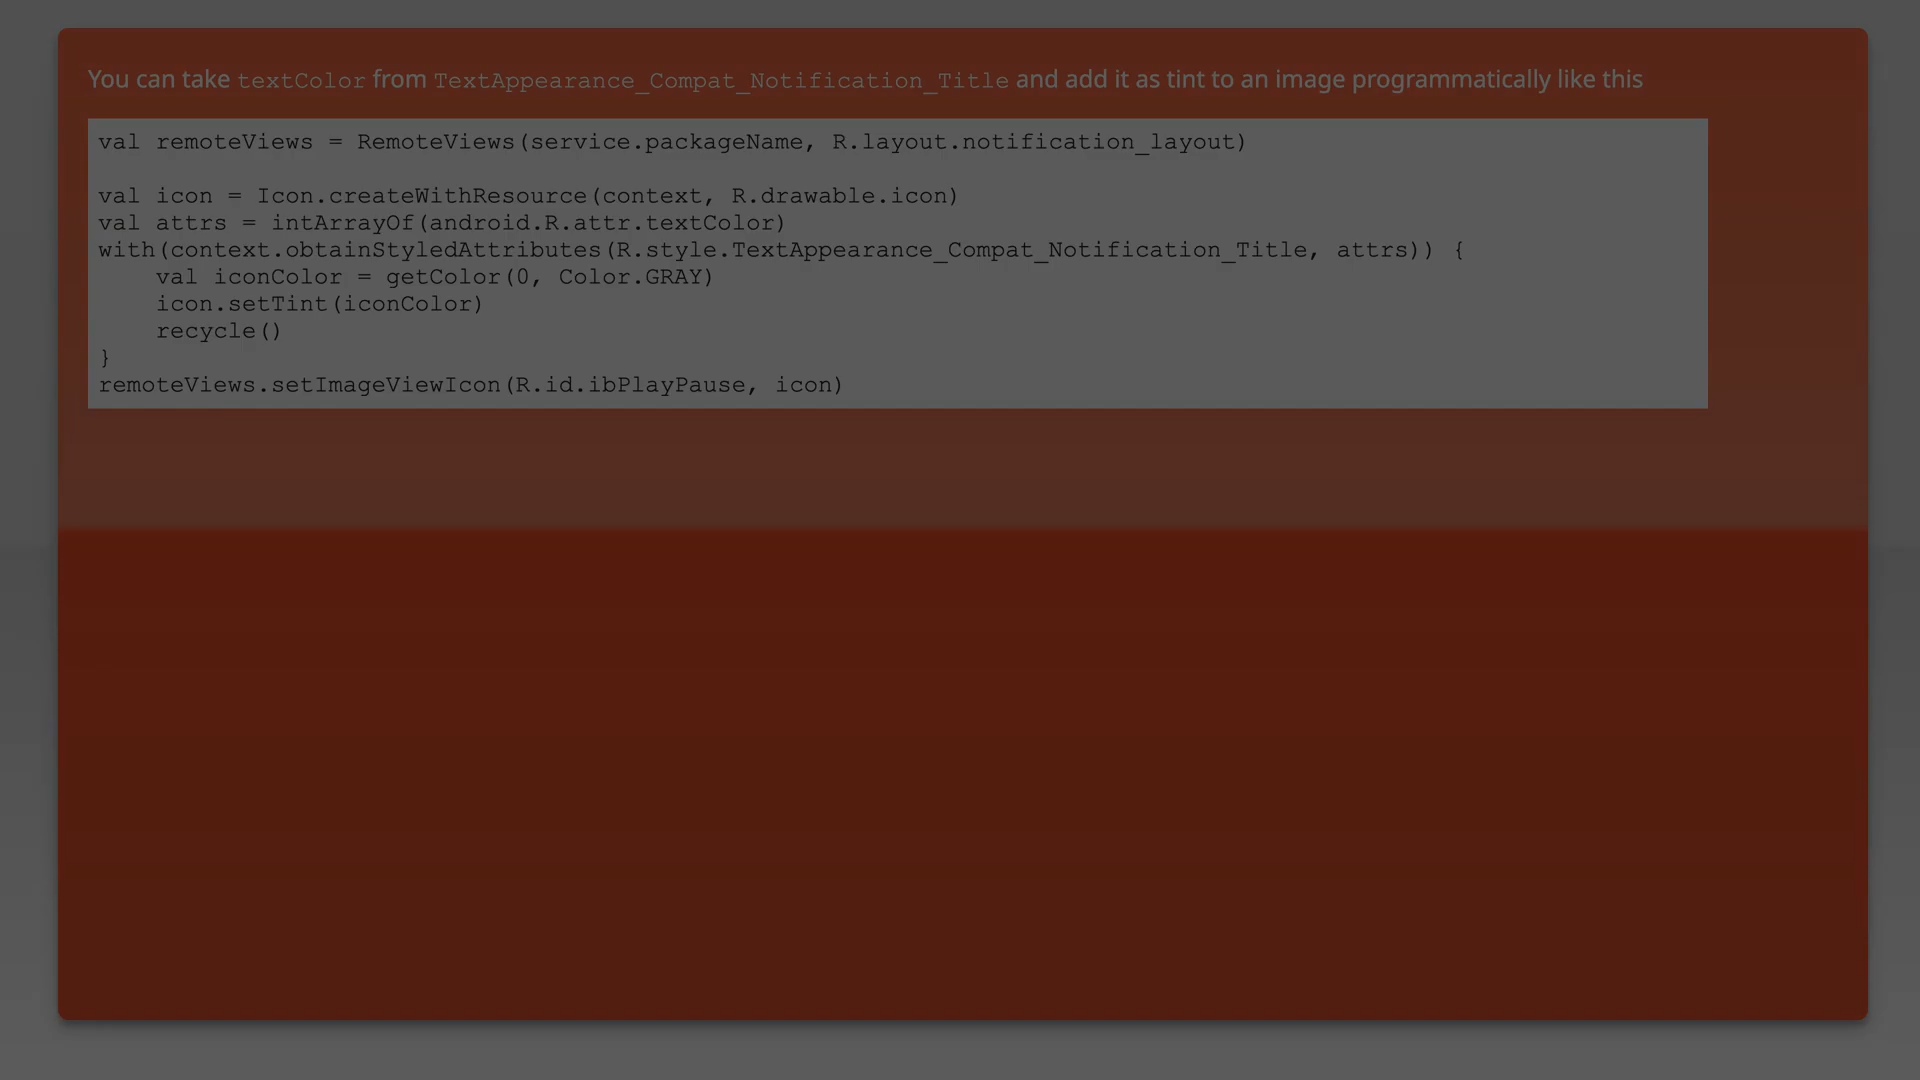 You can take textColor from TextAppearance_Compat_Notification_Title and add it as tint to an image programmatically like this
val remoteViews = RemoteViews(service.packageName, R.layout.notification_layout)
val icon = Icon.createWithResource(context, R.drawable.icon)
val attrs = intArrayOf(android.R.attr.textColor)
with(context.obtainStyledAttributes(R.style.TextAppearance_Compat_Notification_Title, attrs)) {
    val iconColor = getColor(0, Color.GRAY)
    icon.setTint(iconColor)
    recycle()
}
remoteViews.setImageViewIcon(R.id.ibPlayPause, icon)